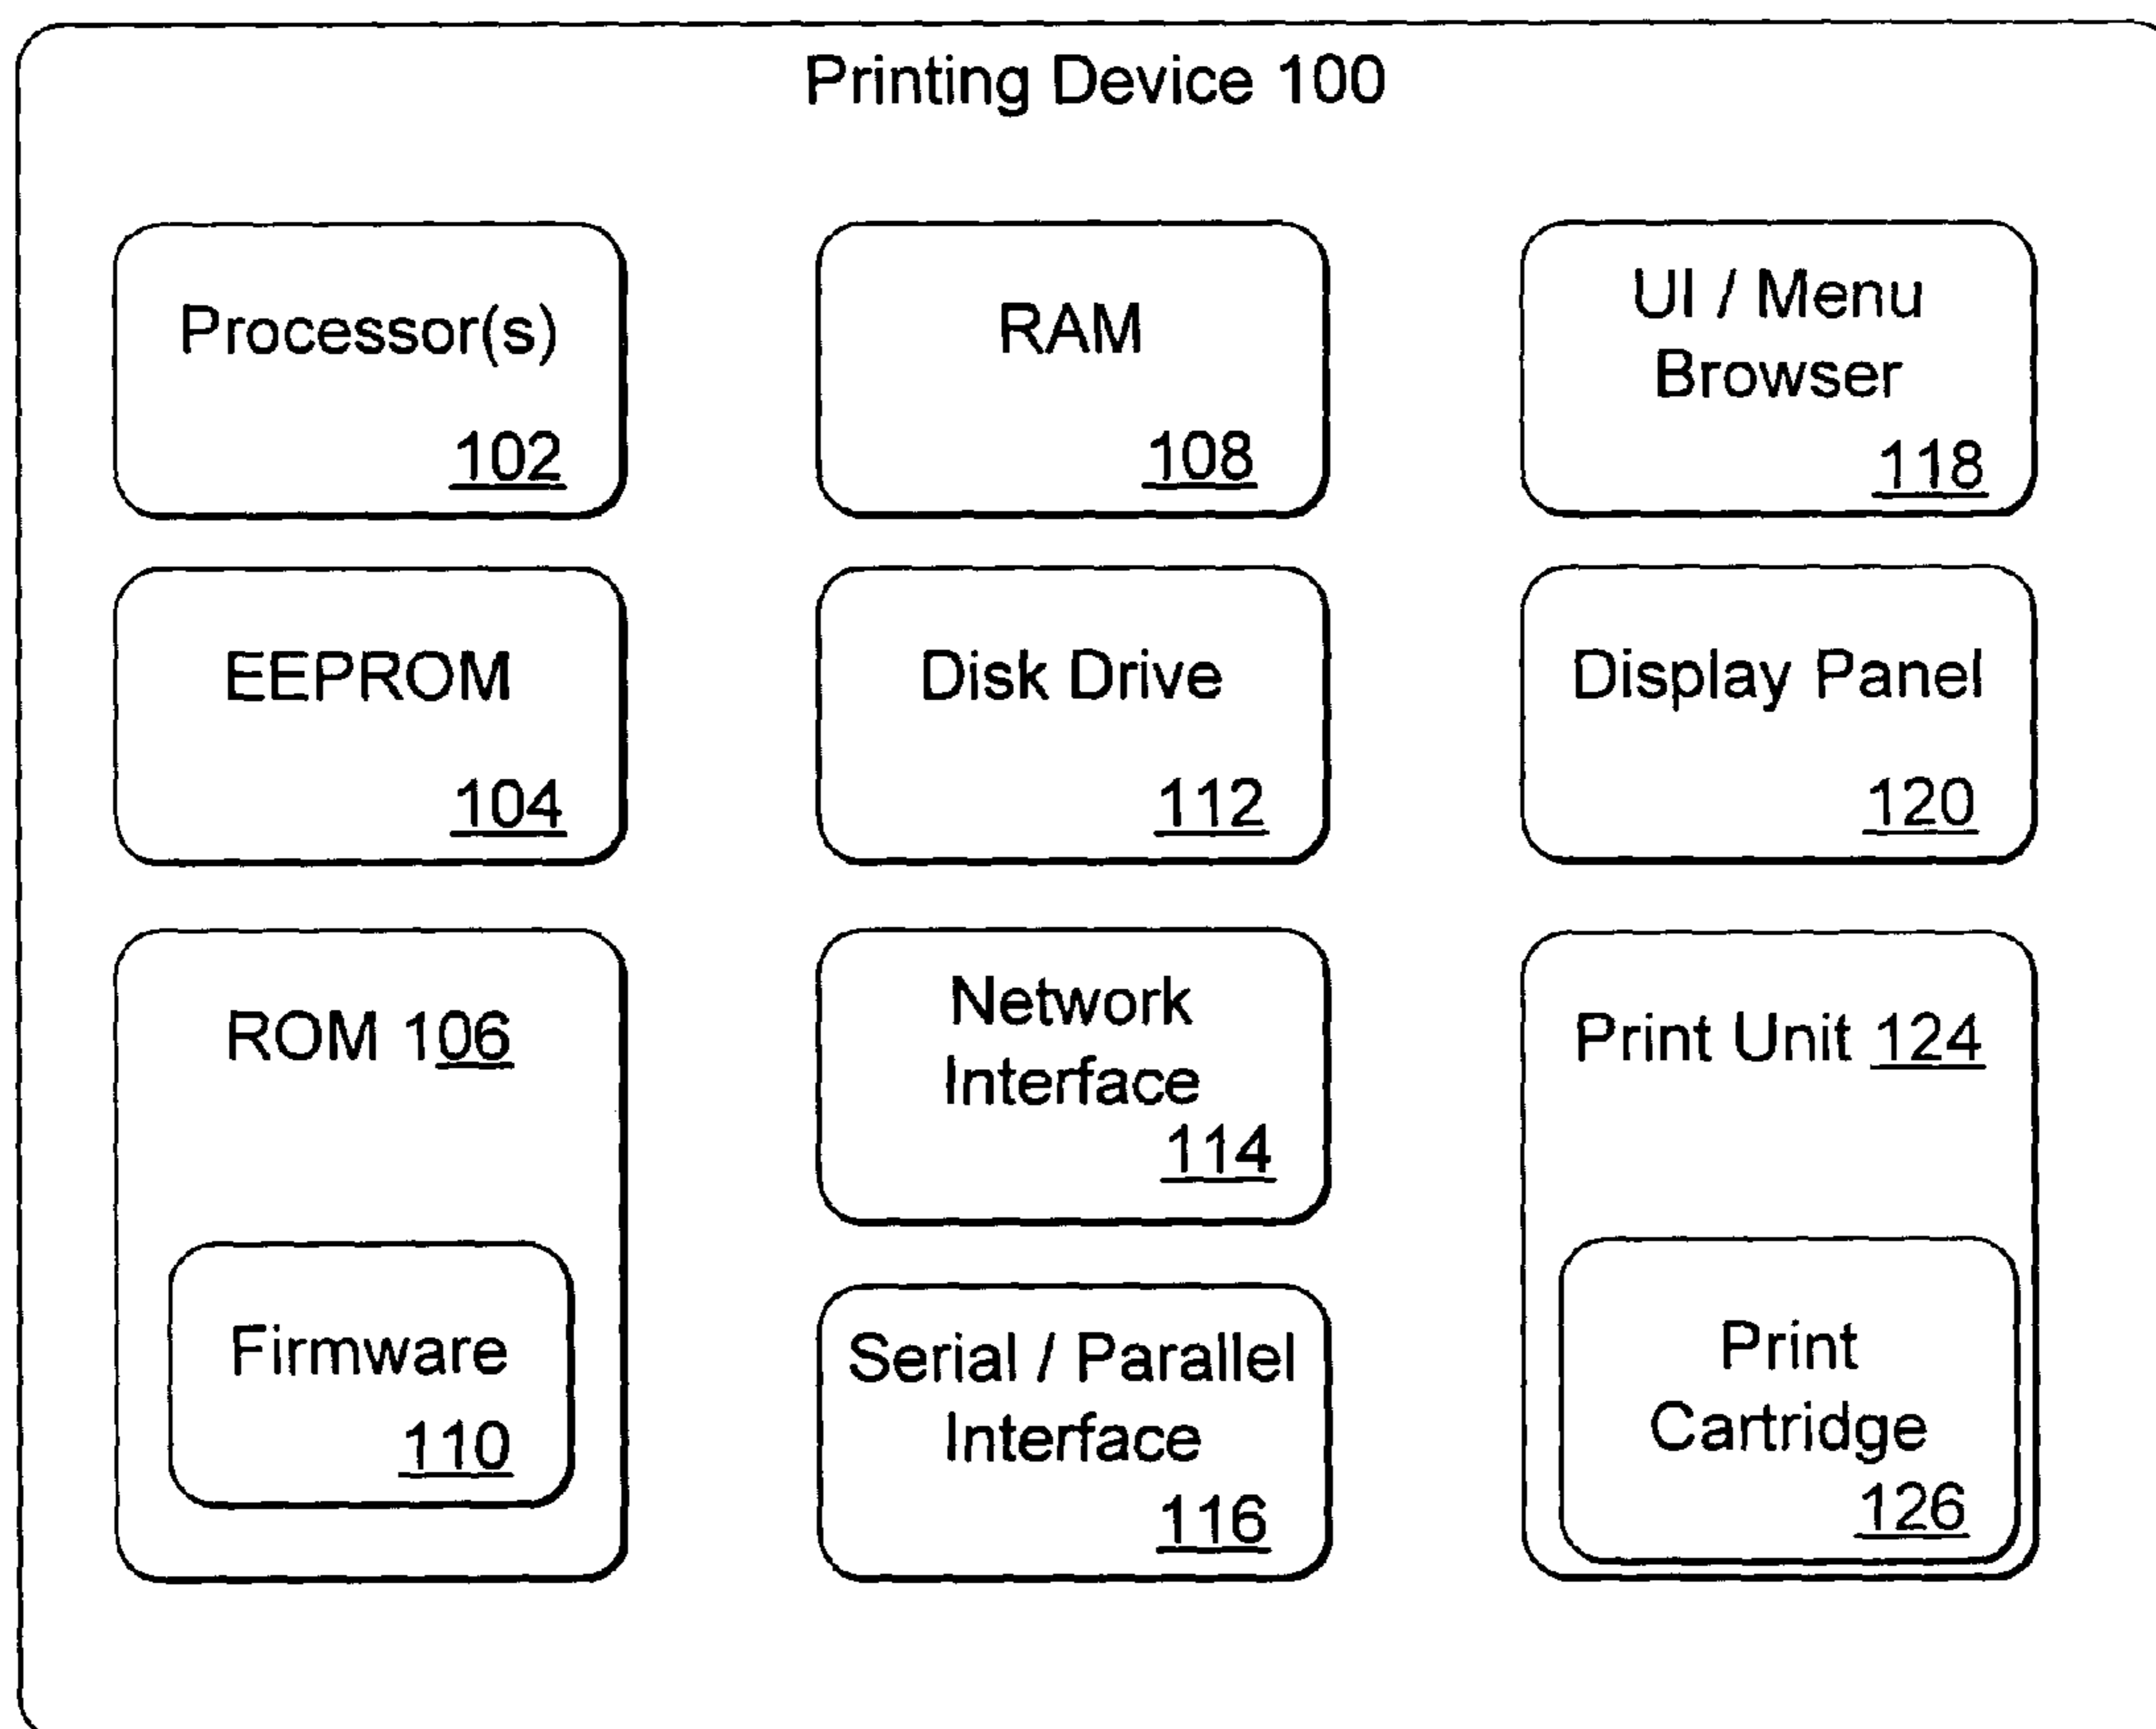 Printing Device 100
Processor(s)
102
RAM
108
UI / Menu
Browser
118
EEPROM
104
Disk Drive
112
Display Panel
120
ROM 106
Firmware
110
Network
Interface
114
Serial / Parallel
Interface
116
Print Unit 124
Print
Cartridge
126